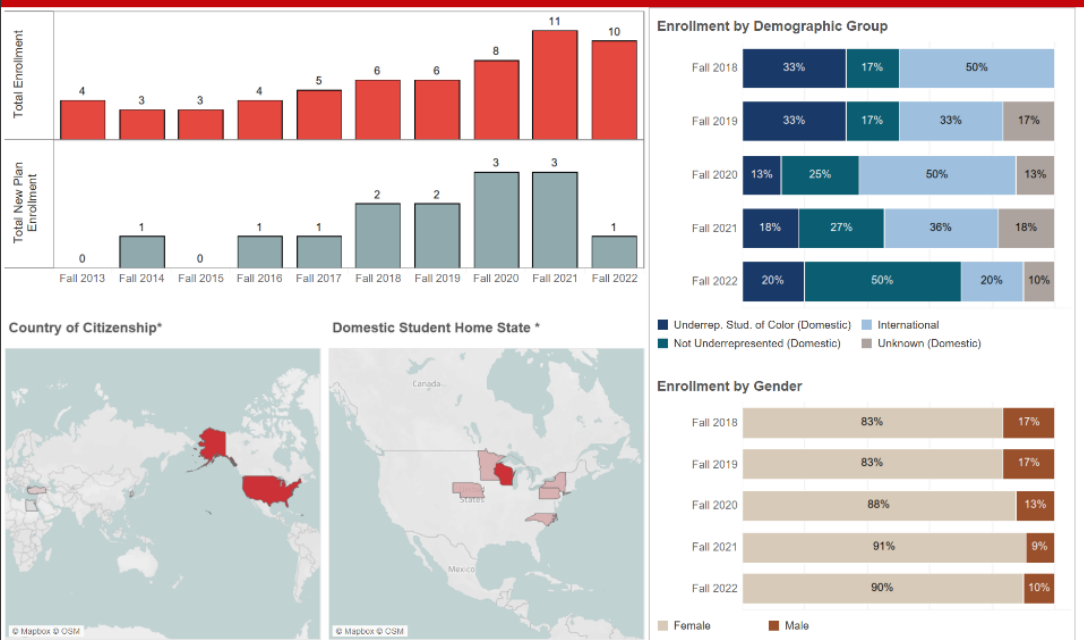 Total Enrollment
4
3
3
4
5
6
6
8
11
10
Total New Plan
Enrollment
0
1
0
1
1
2
2
3
3
1
Fall 2013
Fall 2014
Fall 2015
Fall 2016
Fall 2017
Fall 2018
Fall 2019
Fall 2020
Fall 2021
Fall 2022
Country of Citizenship*
© Mapbox © OSM
Domestic Student Home State *
Canada
States
Mexico
© Mapbox © OSM
Enrollment by Demographic Group
Fall 2018 33% 17% 50%
Fall 2019 33% 17% 33% 17%
Fall 2020 13% 25% 50% 13%
Fall 2021 18% 27% 36% 18%
Fall 2022 20% 50% 20% 10%
Underrep. Stud. of Color (Domestic) International
Not Underrepresented (Domestic) Unknown (Domestic)
Enrollment by Gender
Fall 2018 83% 17%
Fall 2019 83% 17%
Fall 2020 88% 13%
Fall 2021 91% 9%
Fall 2022 90% 10%
Female Male